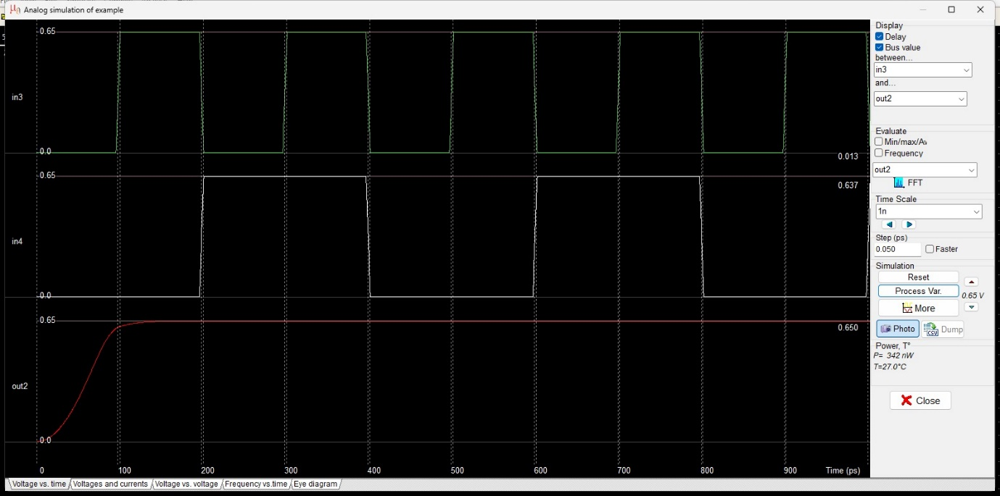 Analog simulation of example
0.65
in3
0.0
0.013
0.65
0.637
in4
0.0
0.65
0.650
out2
0.0
0 100 200 300 400 500 600 700 800 900 Time (ps)
Voltage vs. time Voltages and currents Voltage vs. voltage Frequency vs.time Eye diagram
Display
Delay
Bus value
between...
in3
and...
out2
Evaluate
Min/max/Av
Frequency
out2
FFT
Time Scale
1n
Step (ps)
0.050 Faster
Simulation
Reset
Process Var.
0.65 V
More
Photo CSV Dump
Power, T°
P= 342 nW
T=27.0°C
Close